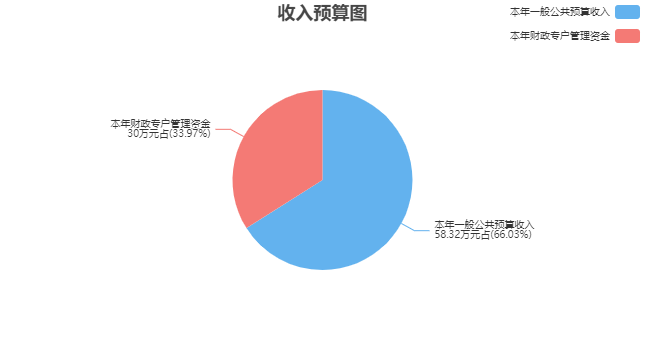 收入预算图
本年一般公共预算收入
本年财政专户管理资金
本年财政专户管理资金
30万元占(33.97%)
本年一般公共预算收入
58.32万元占(66.03%)